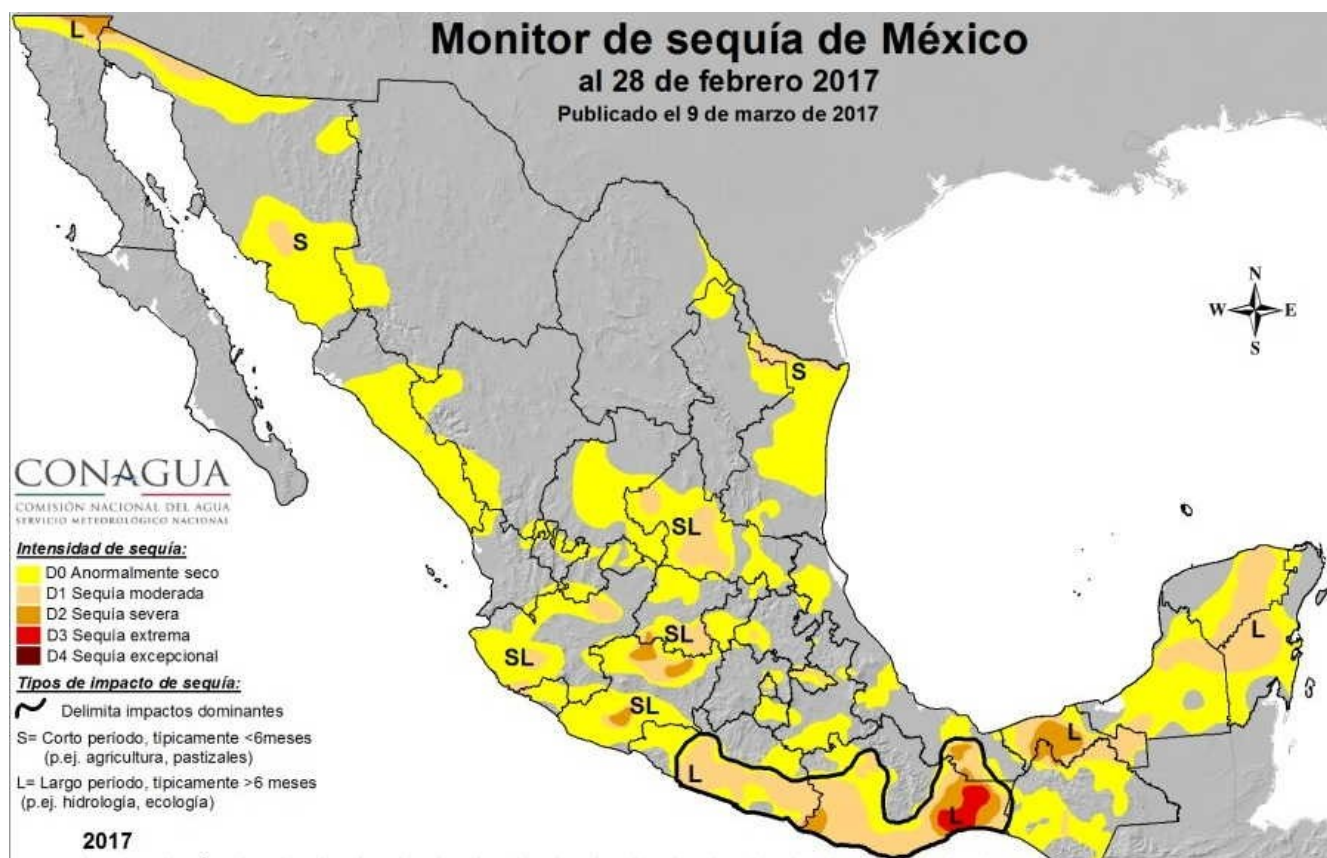 Monitor de sequía de México
al 28 de febrero 2017
Publicado el 9 de marzo de 2017
L
S
N
W E
S
S
CONAGUA
COMISIÓN NACIONAL DEL AGUA
SERVICIO METEOROLÓGICO NACIONAL
SL
Intensidad de sequía:
D0 Anormalmente seco
D1 Sequía moderada
D2 Sequía severa
D3 Sequía extrema
D4 Sequía excepcional
SL
L
SL
Tipos de impacto de sequía:
Delimita impactos dominantes
SL
L
S= Corto período, típicamente <6meses
(p.ej. agricultura, pastizales)
L= Largo período, típicamente >6 meses
(p.ej. hidrología, ecología)
L
L
2017